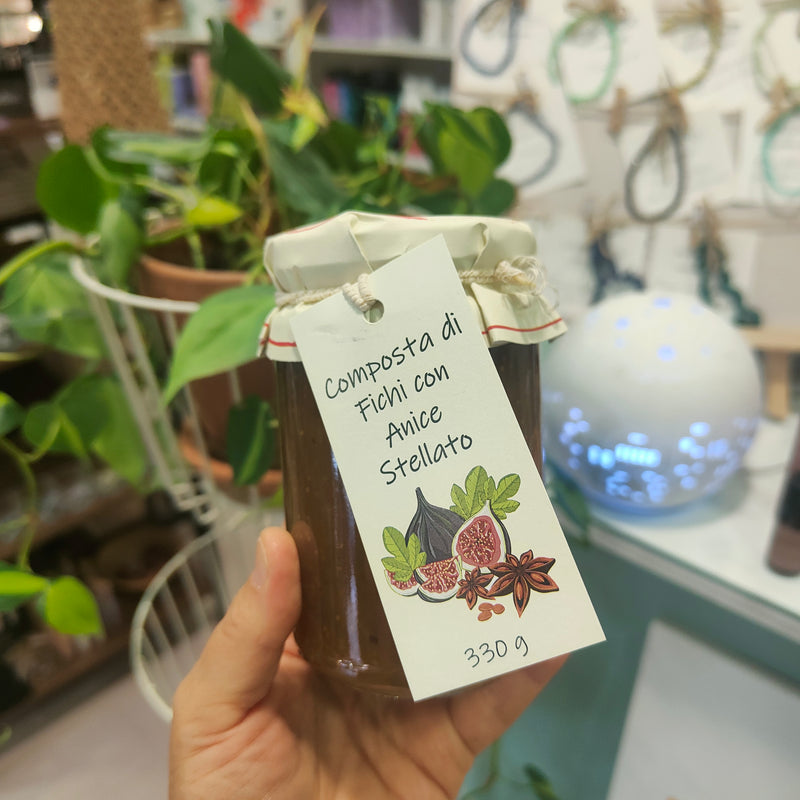 Composta di
Fichi con
Anice
Stellato
330 g